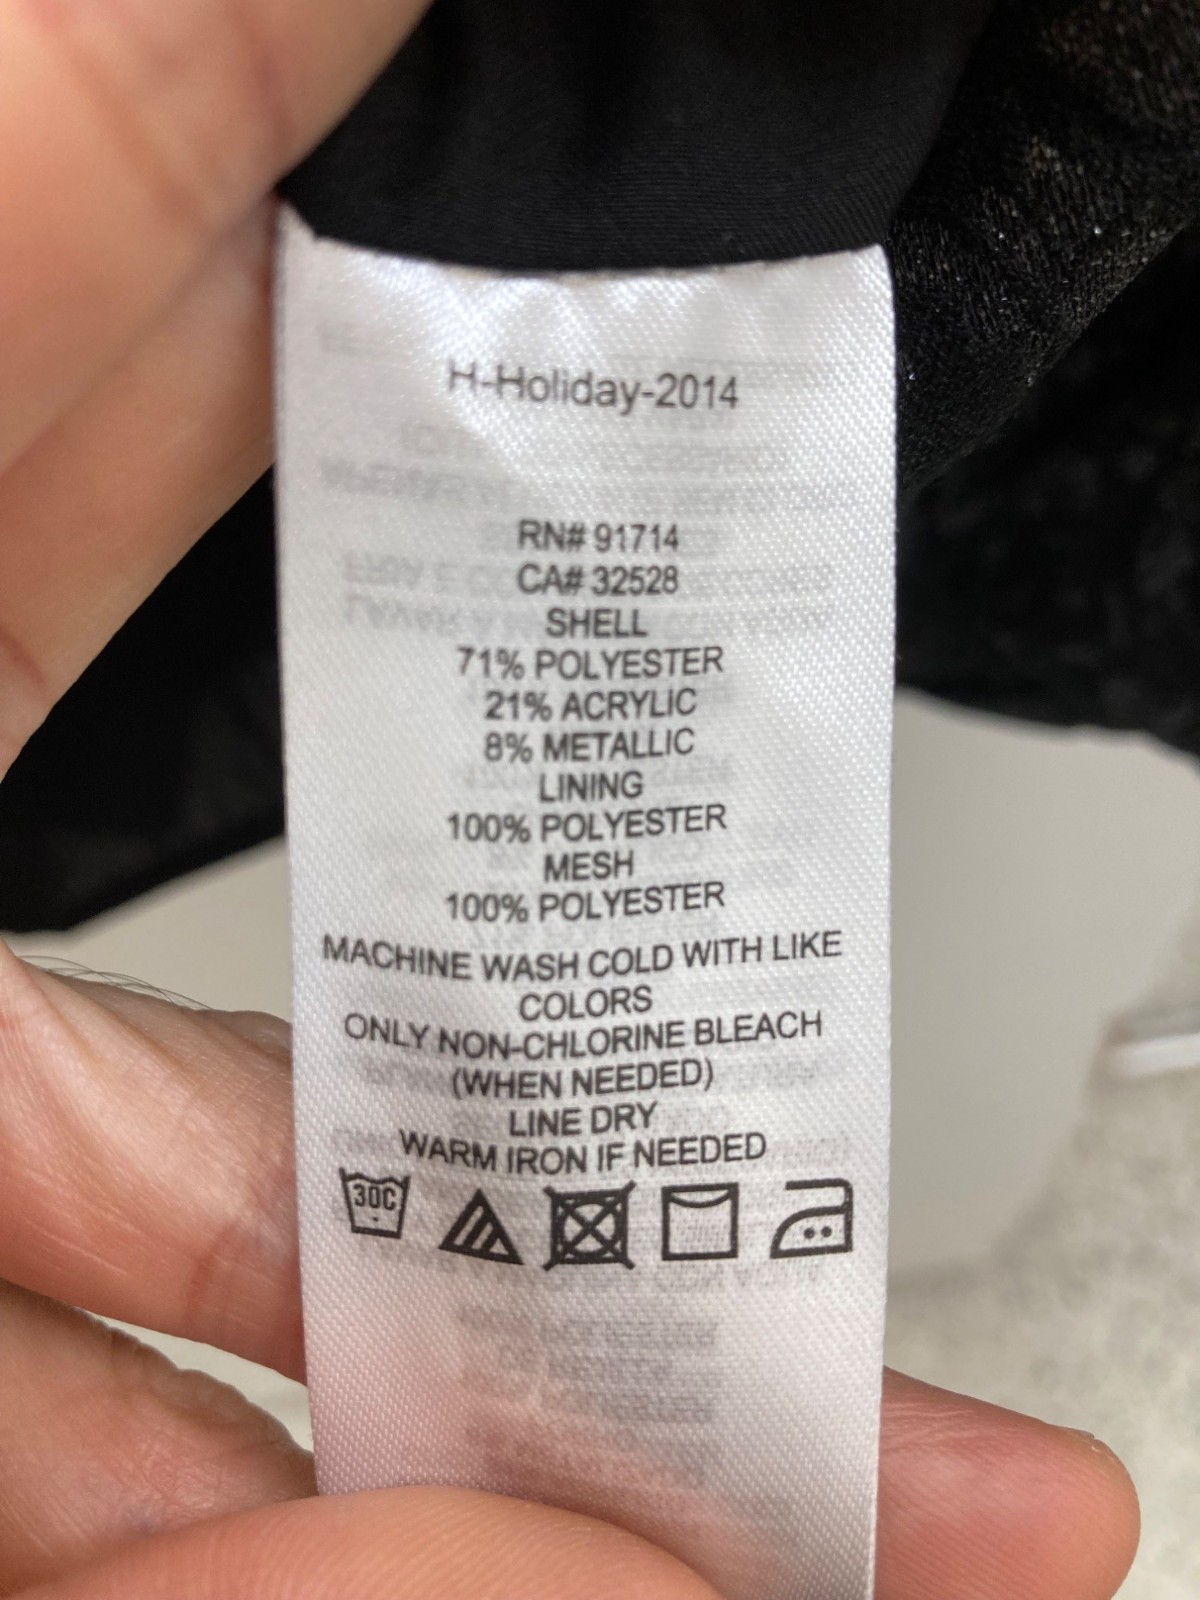 H-Holiday-2014
RN# 91714
CA# 32528
SHELL
71% POLYESTER
21% ACRYLIC
8% METALLIC
LINING
100% POLYESTER
MESH
100% POLYESTER
MACHINE WASH COLD WITH LIKE
COLORS
ONLY NON-CHLORINE BLEACH
(WHEN NEEDED)
LINE DRY
WARM IRON IF NEEDED
30C